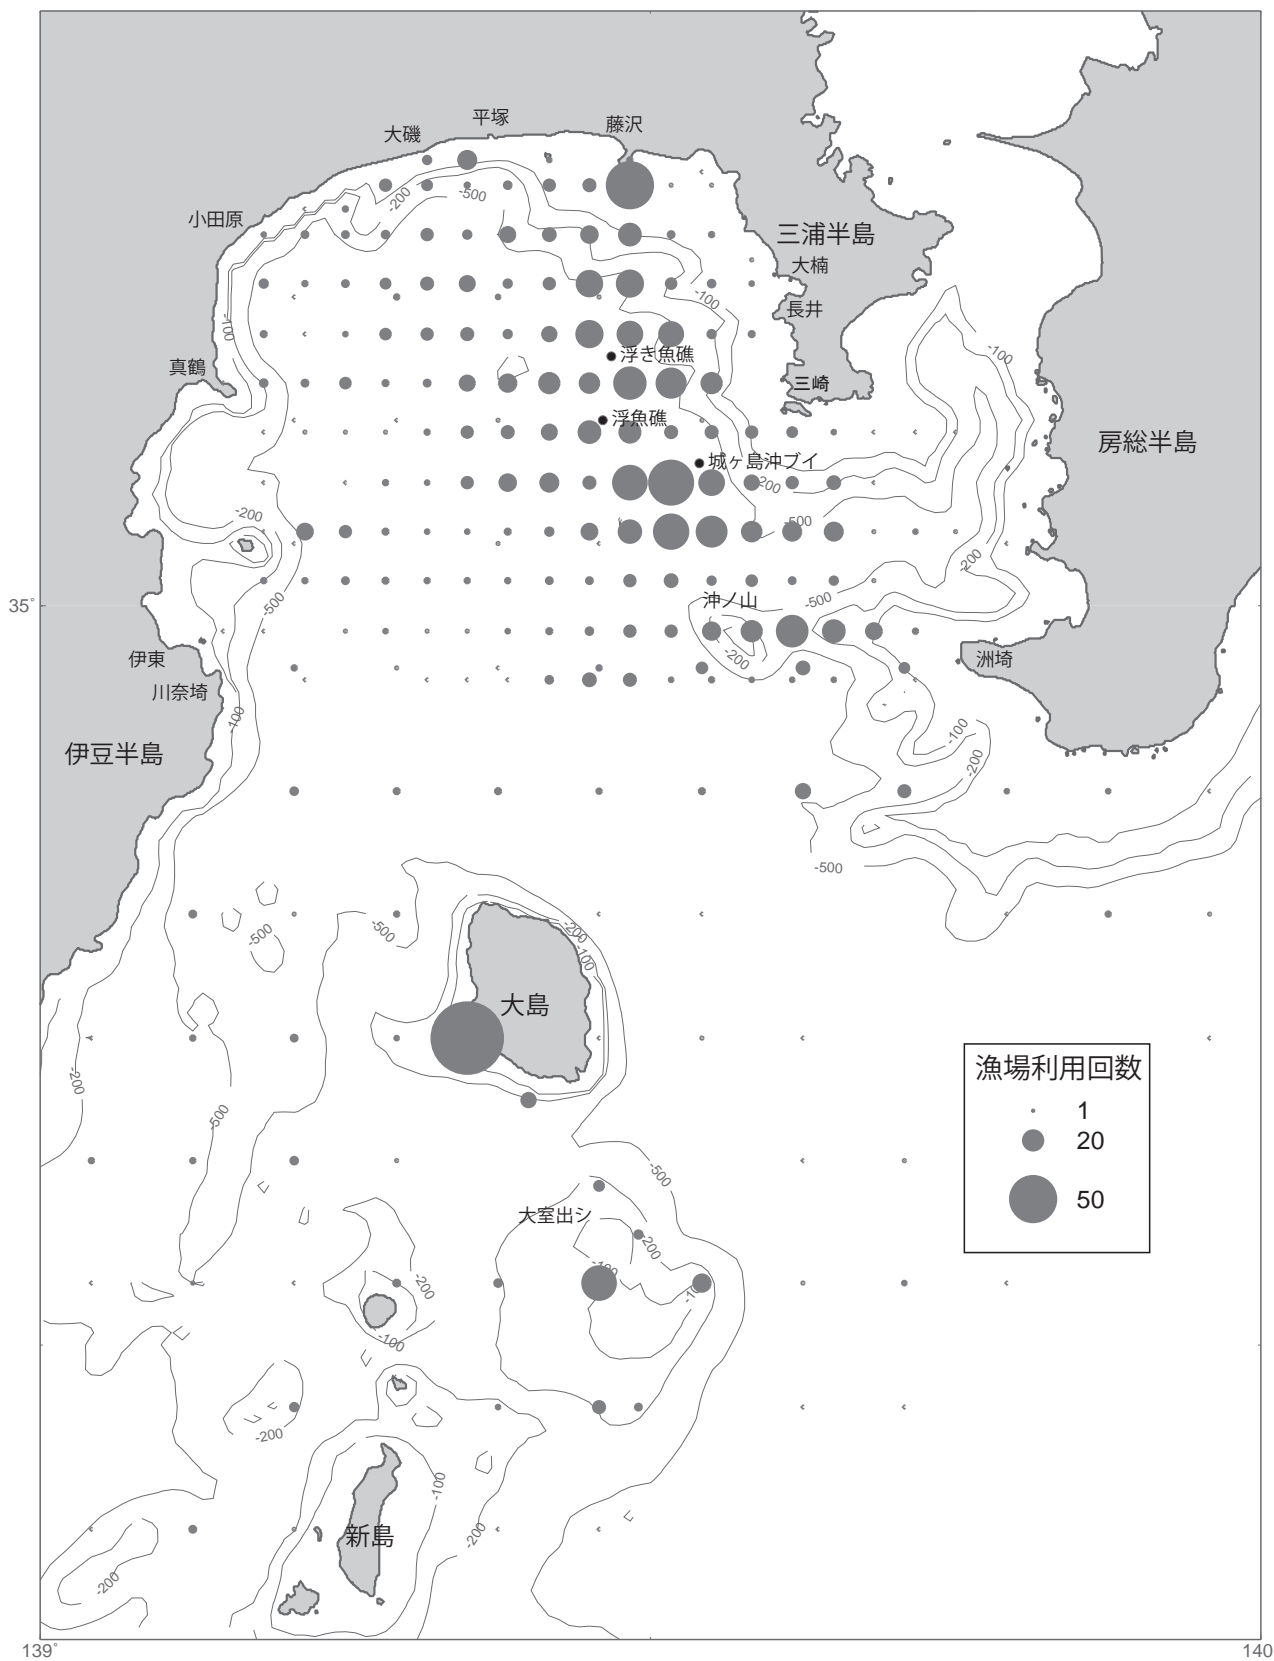 平塚
藤沢
大磯
-200
-500
小田原
三浦半島
大楠
-100
長井
-100
浮き魚礁
-100
真鶴
三崎
浮魚礁
房総半島
城ヶ島沖ブイ
-200
-200
-500
-200
沖ノ山
-500
-500
35°
伊東
-200
洲埼
川奈埼
-100
-100
伊豆半島
-200
-500
-500
-200
-500
-100
大島
漁場利用回数
1
20
50
-200
-500
-500
大室出シ
-200
-100
-200
-10
-100
-200
-100
新島
-200
-200
139°
140